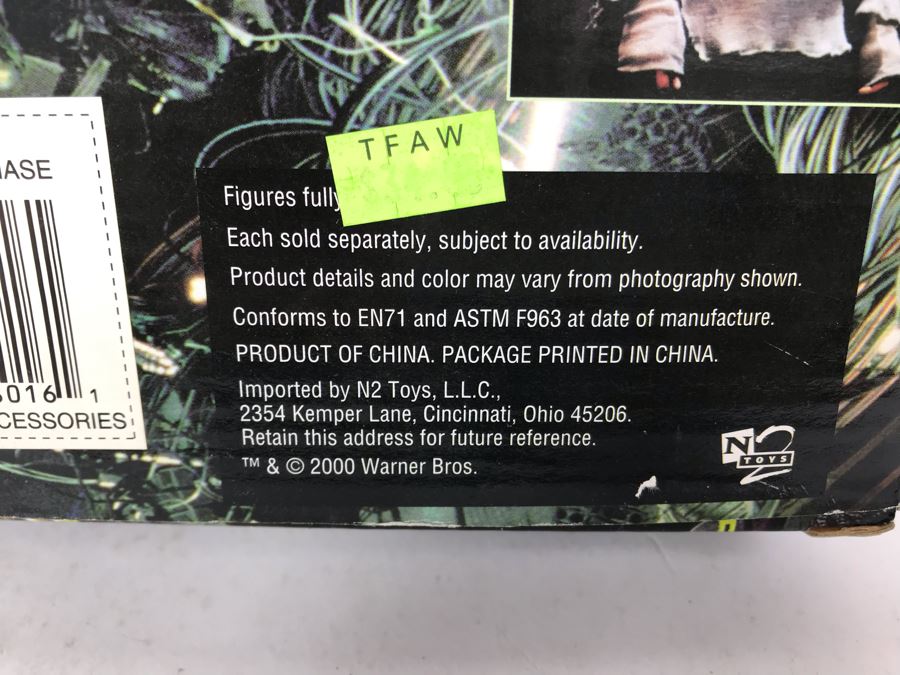 TFAW
Figures fully
Each sold separately, subject to availability.
Product details and color may vary from photography shown.
Conforms to EN71 and ASTM F963 at date of manufacture.
PRODUCT OF CHINA. PACKAGE PRINTED IN CHINA.
Imported by N2 Toys, L.L.C.,
2354 Kemper Lane, Cincinnati, Ohio 45206.
Retain this address for future reference.
™ & © 2000 Warner Bros.
N2
TOYS
ASE
016 1
CESSORIES